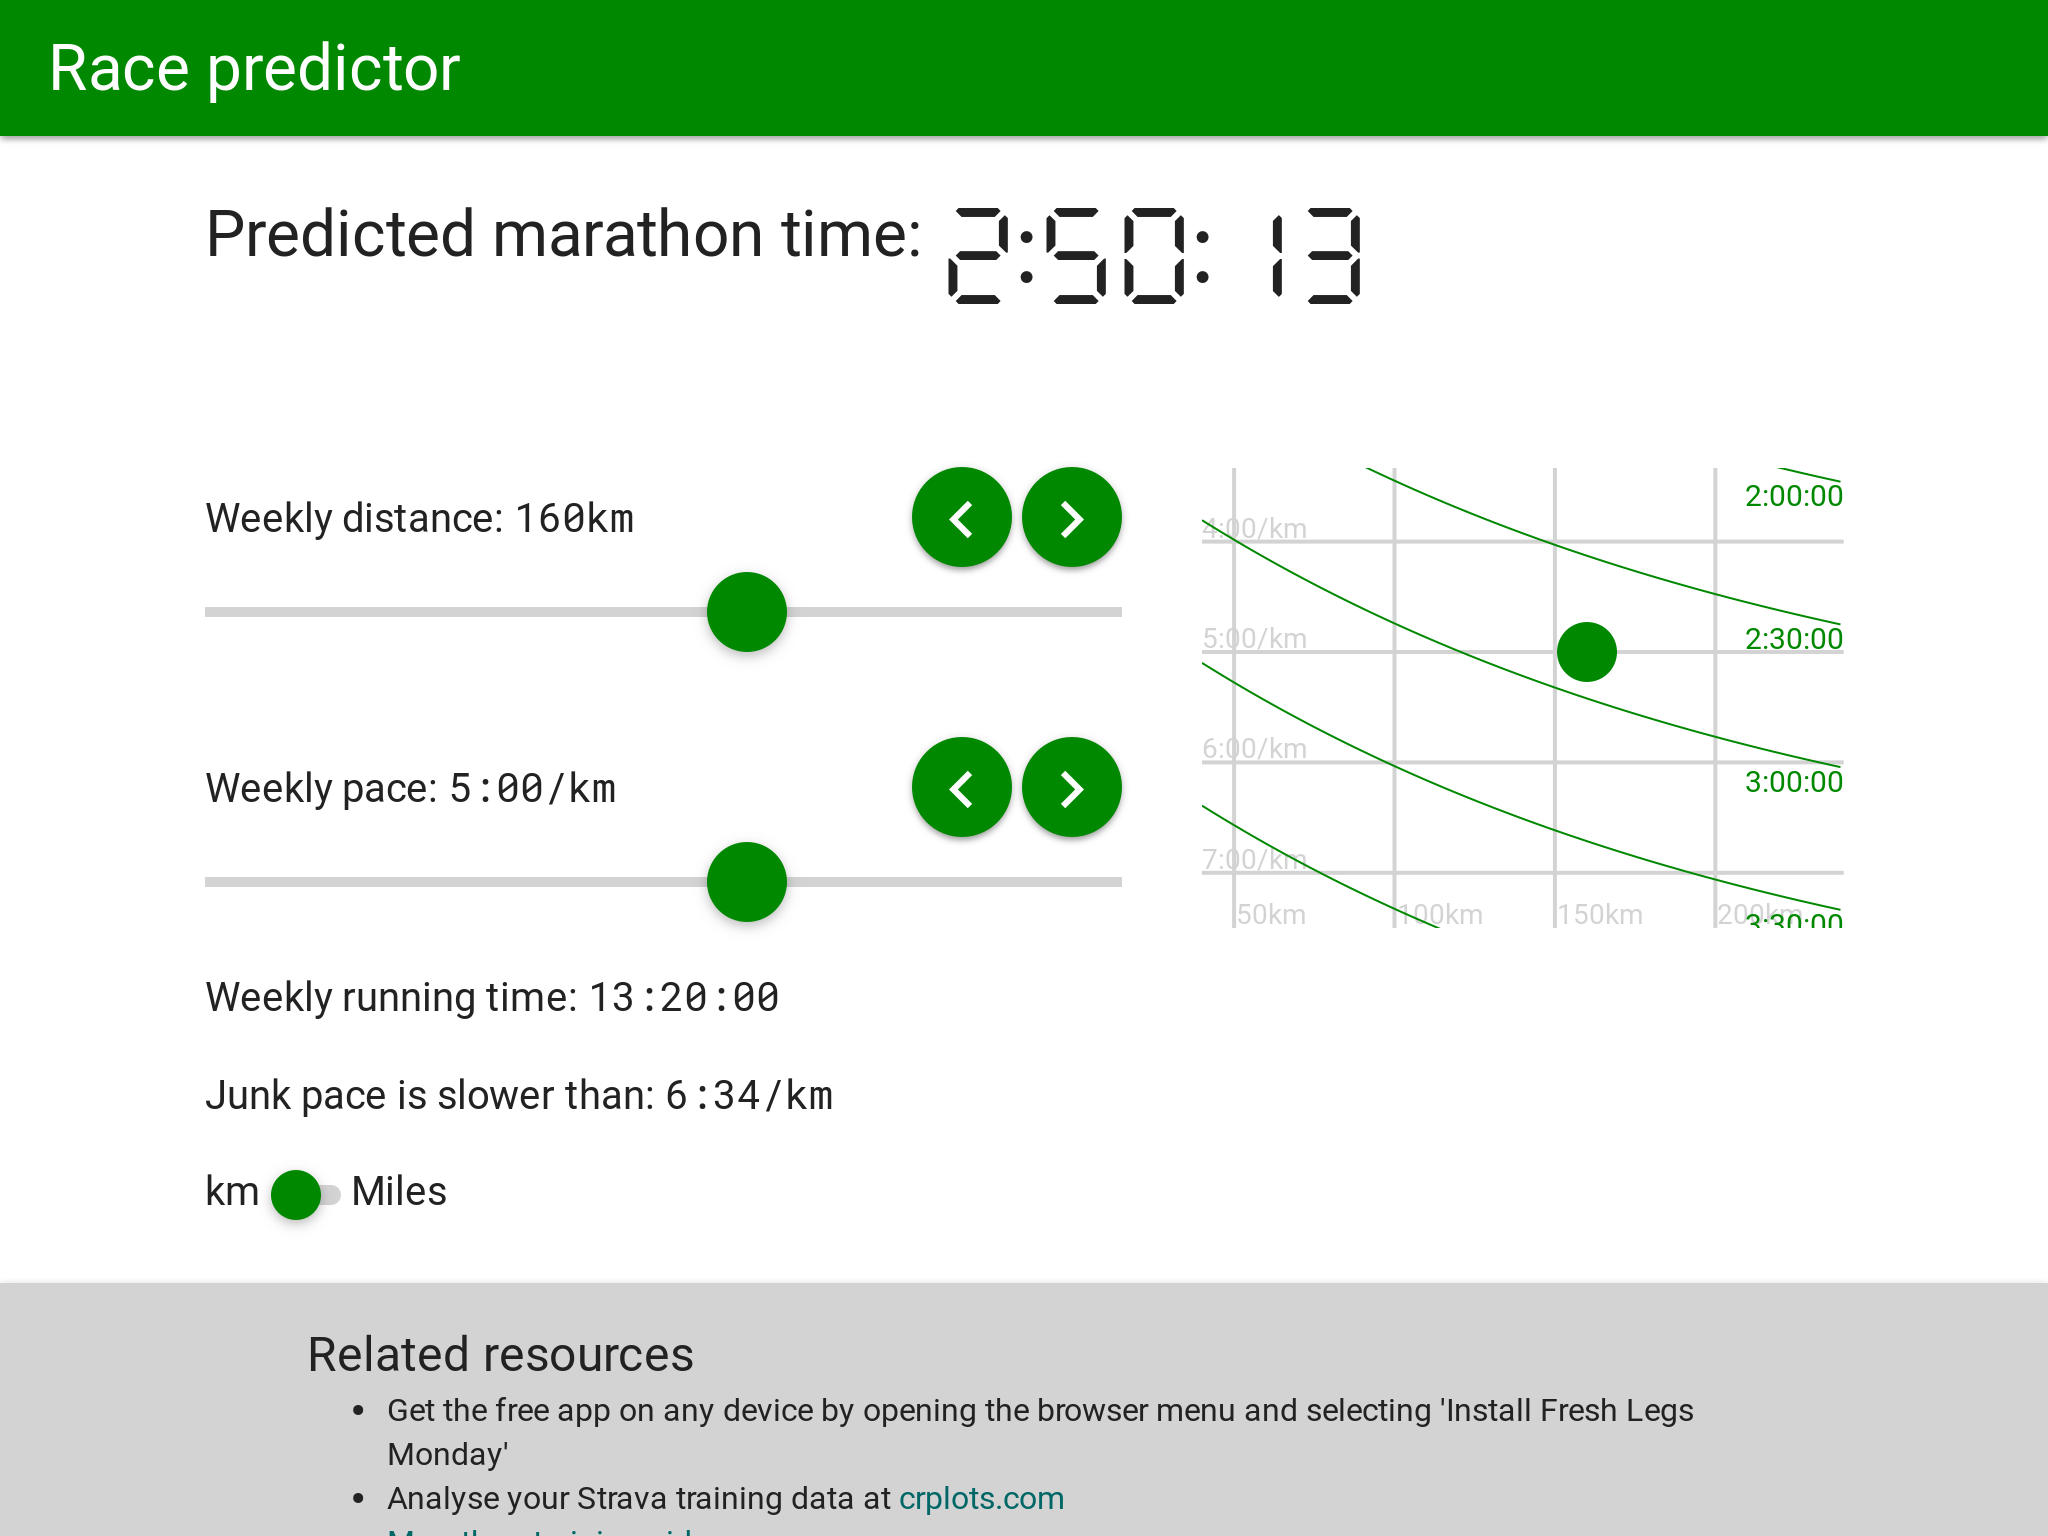 Race predictor
Predicted marathon time: 2:50:13
Weekly distance: 160km
Weekly pace: 5:00/km
Weekly running time: 13:20:00
Junk pace is slower than: 6:34/km
km Miles
2:00:00
4:00/km
5:00/km
2:30:00
6:00/km
3:00:00
7:00/km
50km
100km
150km
200km
3:30:00
Related resources
• Get the free app on any device by opening the browser menu and selecting 'Install Fresh Legs
Monday'
• Analyse your Strava training data at crplots.com